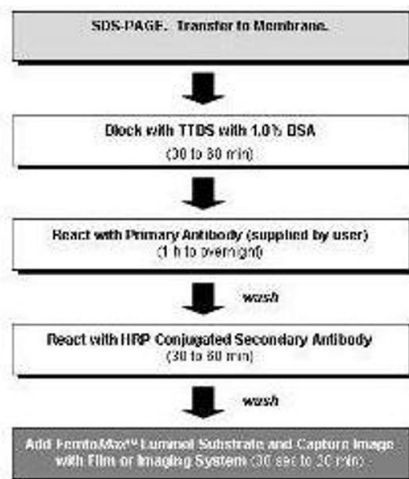 SDS-PAGE. Transfer to Membrane.
Block with TTBS with 1.0% BSA
(30 to 60 min)
React with Primary Antibody (supplied by user)
(1 h to overnight)
wash
React with HRP Conjugated Secondary Antibody
(30 to 60 min)
wash
Add FemtoMax™ Luminol Substrate and Capture Image
with Film or Imaging System (30 sec to 20 min)